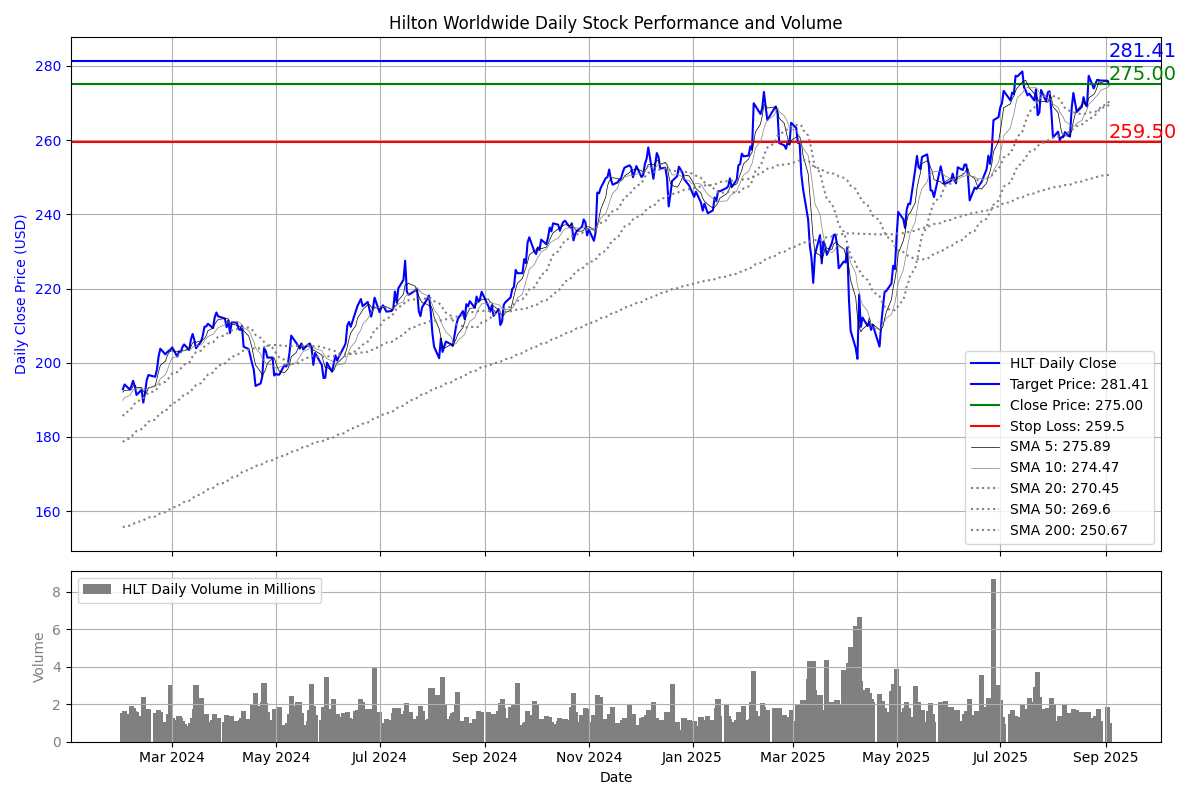 Hilton Worldwide Daily Stock Performance and Volume
281.41
280
275.00
260
259.50
240
220
200
180
160
Daily Close Price (USD)
HLT Daily Close
Target Price: 281.41
Close Price: 275.00
Stop Loss: 259.5
SMA 5: 275.89
SMA 10: 274.47
SMA 20: 270.45
SMA 50: 269.6
SMA 200: 250.67
HLT Daily Volume in Millions
8
6
4
2
0
Volume
Mar 2024
May 2024
Jul 2024
Sep 2024
Nov 2024
Jan 2025
Mar 2025
May 2025
Jul 2025
Sep 2025
Date